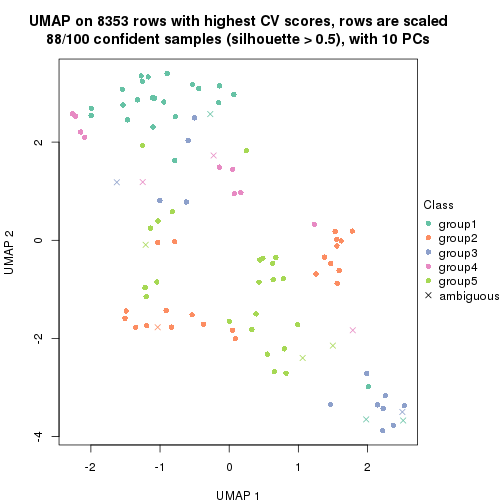 UMAP on 8353 rows with highest CV scores, rows are scaled
88/100 confident samples (silhouette > 0.5), with 10 PCs
UMAP 2
2
0
-2
-4
-2
-1
0
1
2
UMAP 1
Class
group1
group2
group3
group4
group5
ambiguous